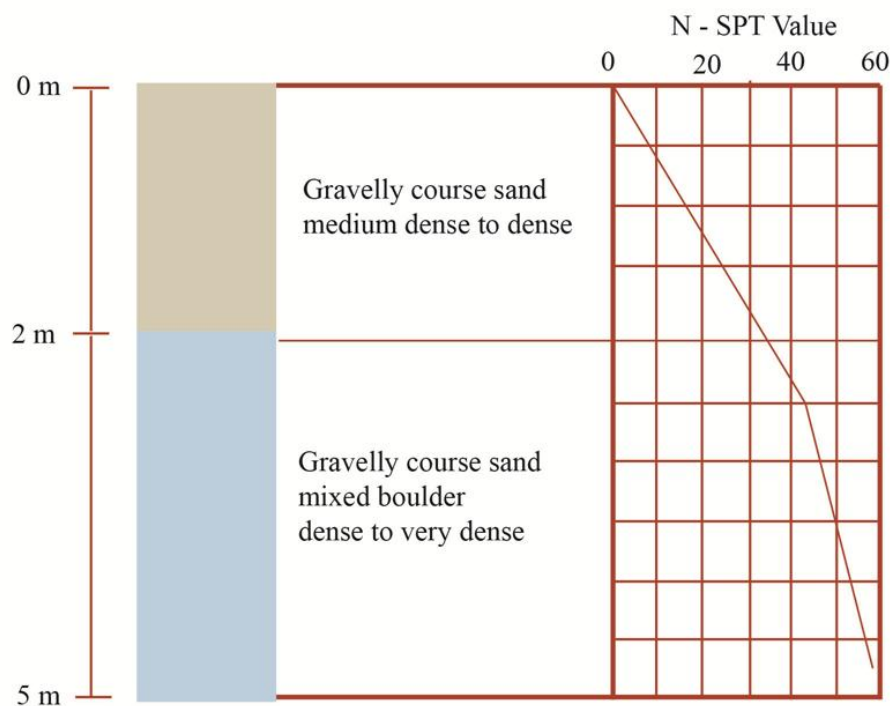 N - SPT Value
0 20 40 60
0 m
Gravelly course sand
medium dense to dense
2 m
Gravelly course sand
mixed boulder
dense to very dense
5 m